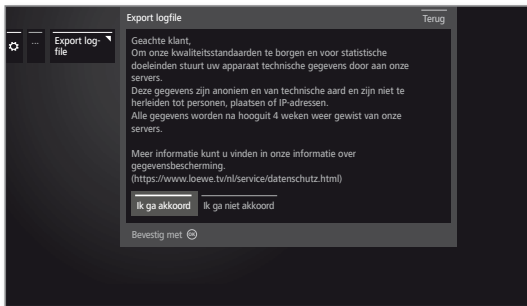 Export logfile
Terug
...
Export log-
file
Geachte klant,
Om onze kwaliteitsstandaarden te borgen en voor statistische
doeleinden stuurt uw apparaat technische gegevens door aan onze
servers.
Deze gegevens zijn anoniem en van technische aard en zijn niet te
herleiden tot personen, plaatsen of IP-adressen.
Alle gegevens worden na hooguit 4 weken weer gewist van onze
servers.
Meer informatie kunt u vinden in onze informatie over
gegevensbescherming.
(https://www.loewe.tv/nl/service/datenschutz.html)
Ik ga akkoord
Ik ga niet akkoord
Bevestig met OK